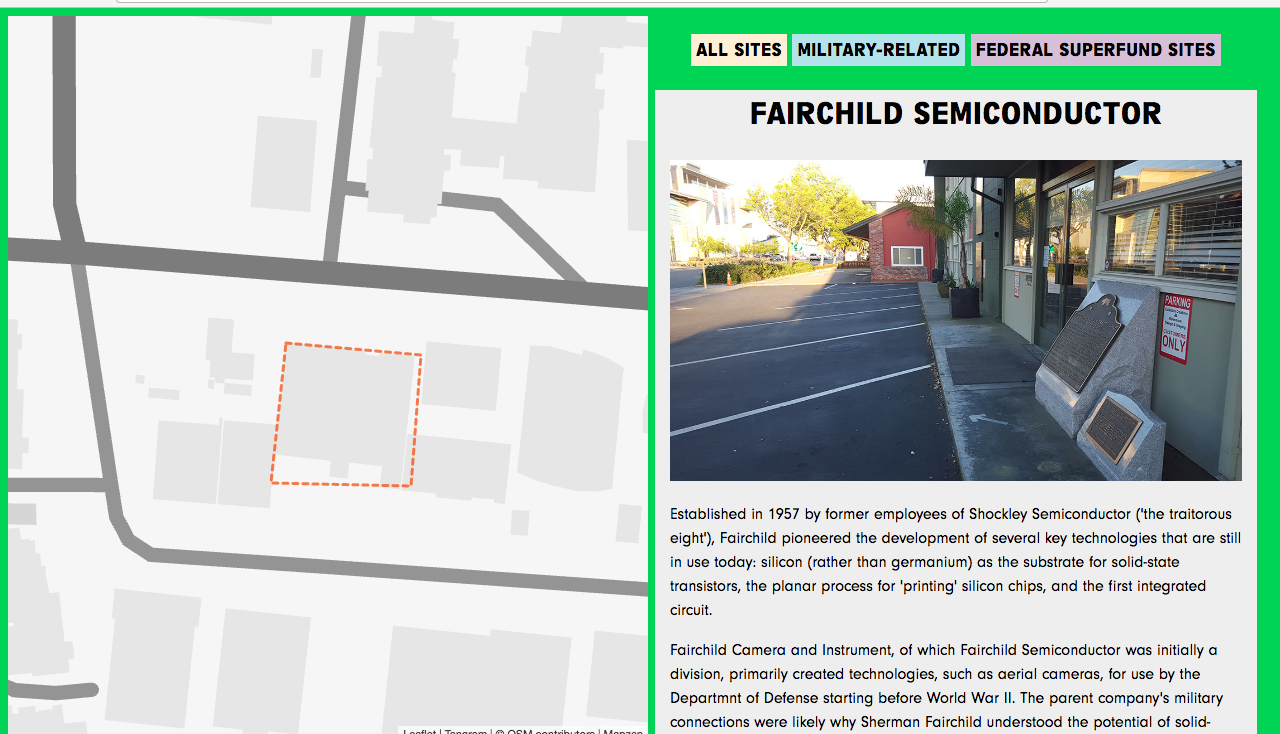 ALL SITES MILITARY-RELATED FEDERAL SUPERFUND SITES
FAIRCHILD SEMICONDUCTOR
PARKING
CUSTOMERS
ONLY
Established in 1957 by former employees of Shockley Semiconductor ('the traitorous
eight'), Fairchild pioneered the development of several key technologies that are still
in use today: silicon (rather than germanium) as the substrate for solid-state
transistors, the planar process for 'printing' silicon chips, and the first integrated
circuit.
Fairchild Camera and Instrument, of which Fairchild Semiconductor was initially a
division, primarily created technologies, such as aerial cameras, for use by the
Departmnt of Defense starting before World War II. The parent company's military
connections were likely why Sherman Fairchild understood the potential of solid-
Leaflet | Tangram | © OSM contributors | Mapzen